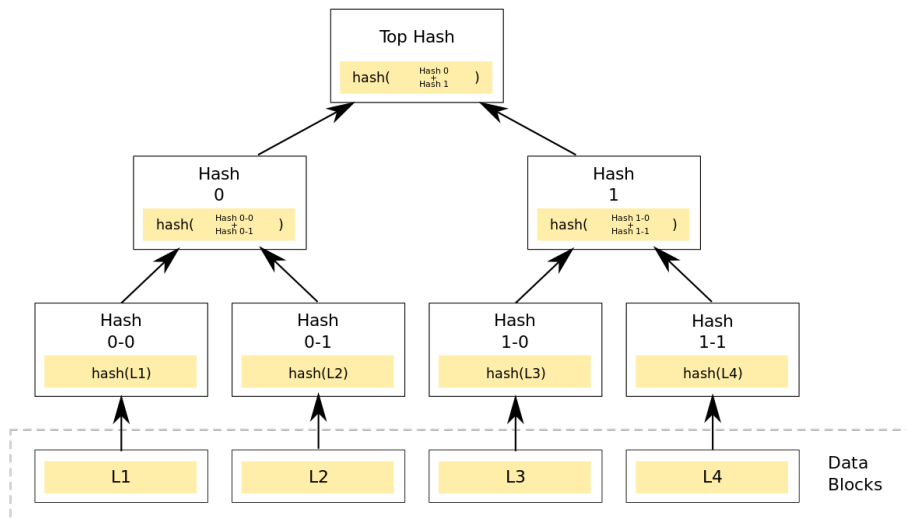 Top Hash
hash( Hash 0 + Hash 1 )
Hash 0
hash( Hash 0-0 + Hash 0-1 )
Hash 1
hash( Hash 1-0 + Hash 1-1 )
Hash 0-0
hash(L1)
Hash 0-1
hash(L2)
Hash 1-0
hash(L3)
Hash 1-1
hash(L4)
L1
L2
L3
L4
Data
Blocks